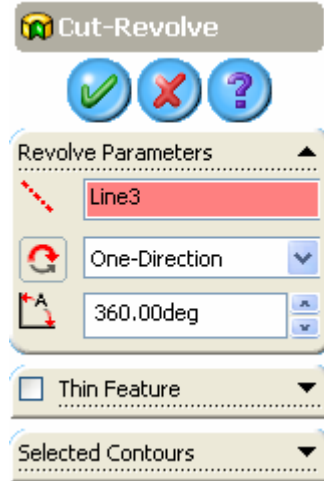 Cut-Revolve
?
Revolve Parameters
Line3
One-Direction
A
360.00deg
Thin Feature
Selected Contours